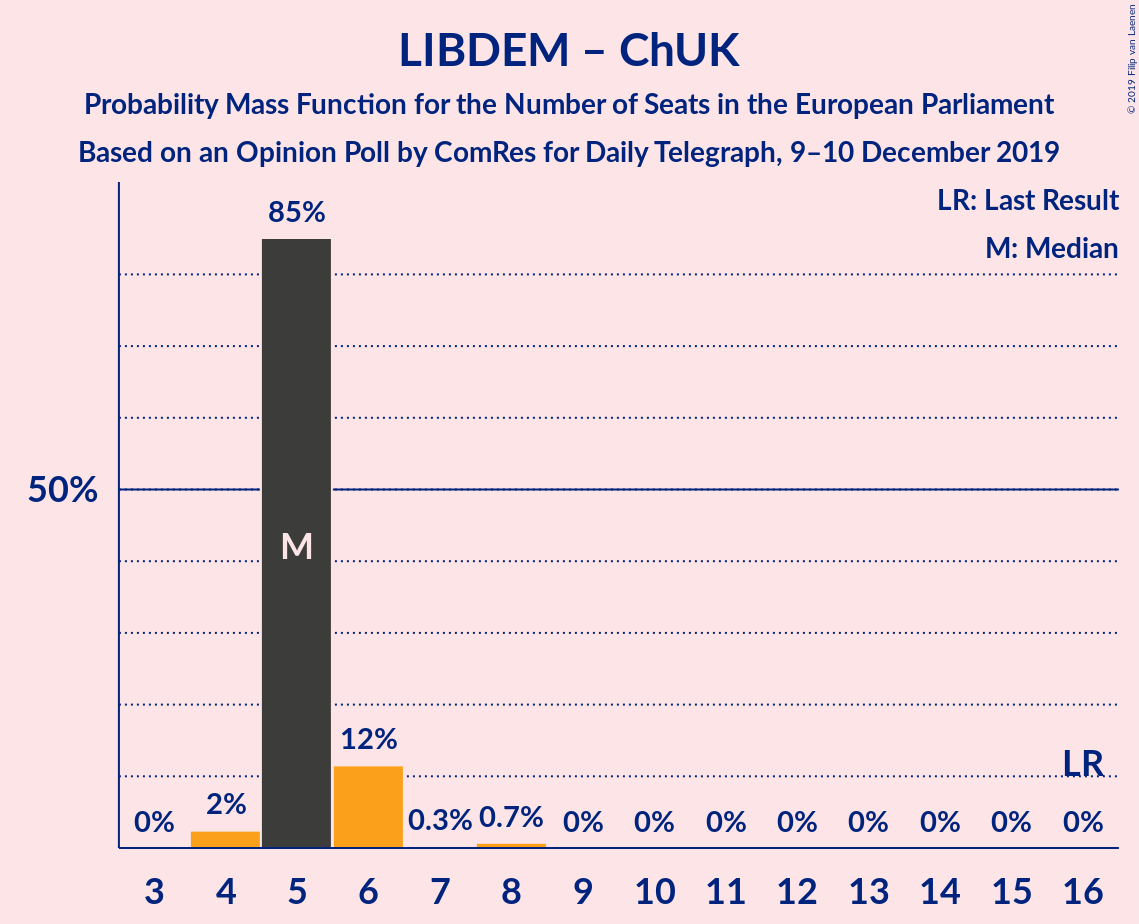 LIBDEM – ChUK
Probability Mass Function for the Number of Seats in the European Parliament
Based on an Opinion Poll by ComRes for Daily Telegraph, 9–10 December 2019
© 2019 Filip van Laenen
LR: Last Result
M: Median
85%
50%
M
12%
LR
0% 2% 0.3% 0.7% 0% 0% 0% 0% 0% 0% 0% 0%
3 4 5 6 7 8 9 10 11 12 13 14 15 16